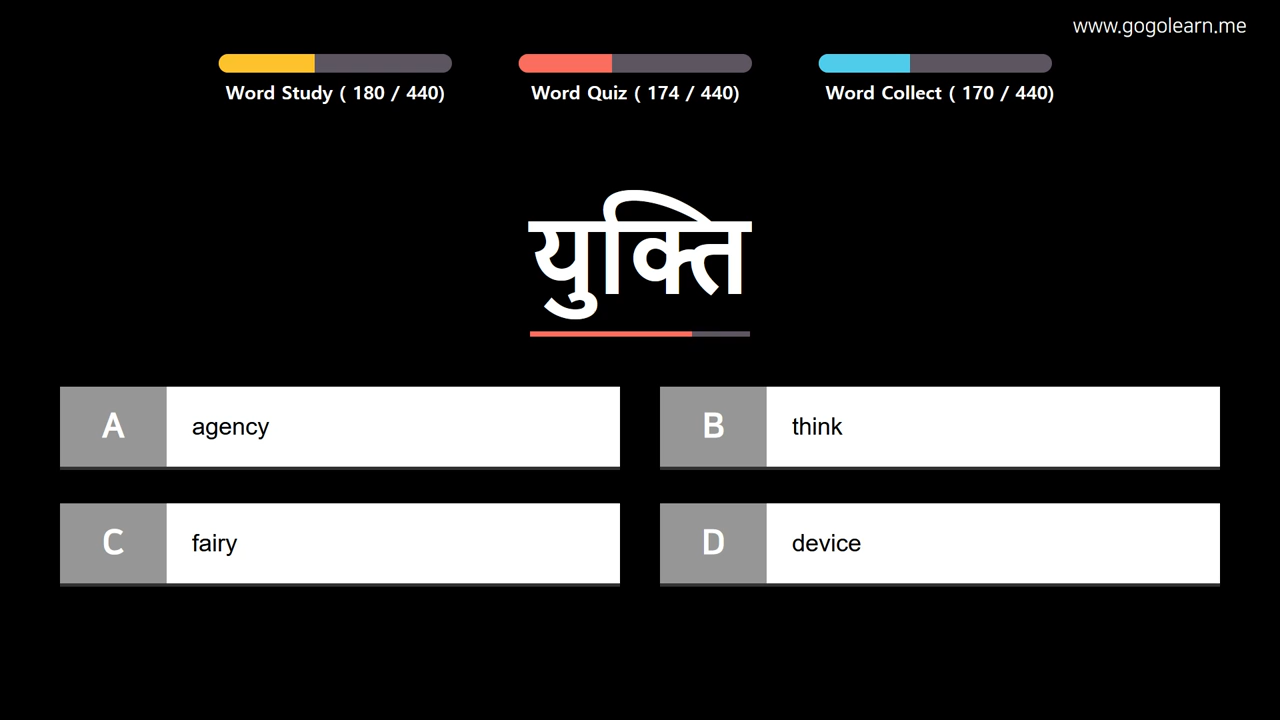 www.gogolearn.me
Word Study ( 180 / 440)
Word Quiz ( 174 / 440)
Word Collect ( 170 / 440)
युक्ति
A
agency
B
think
C
fairy
D
device